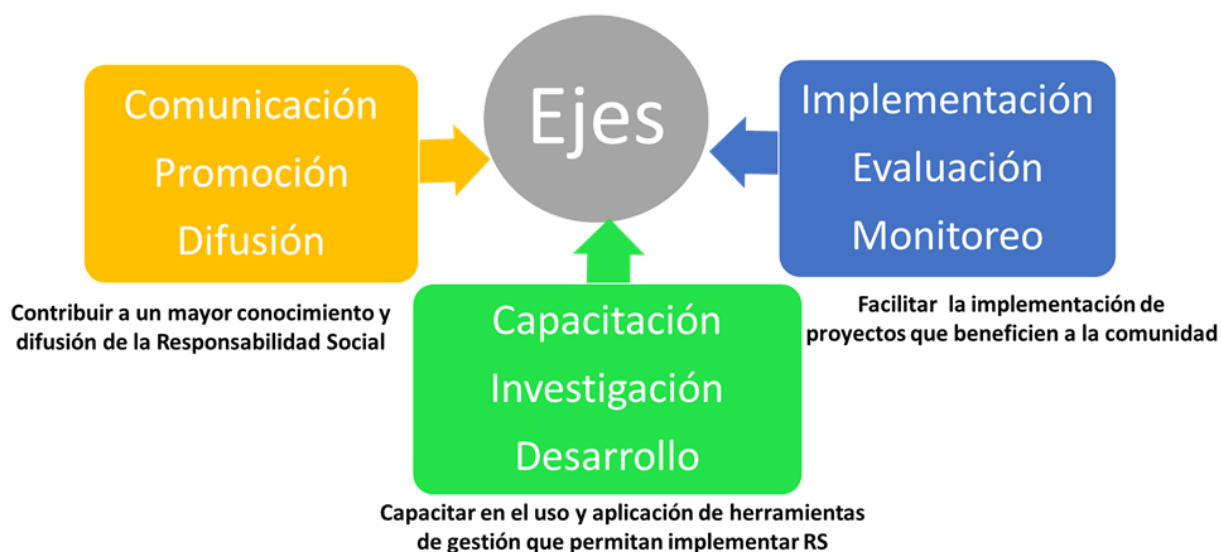 Ejes
Comunicación
Promoción
Difusión
Contribuir a un mayor conocimiento y
difusión de la Responsabilidad Social
Capacitación
Investigación
Desarrollo
Capacitar en el uso y aplicación de herramientas
de gestión que permitan implementar RS
Implementación
Evaluación
Monitoreo
Facilitar la implementación de
proyectos que beneficien a la comunidad